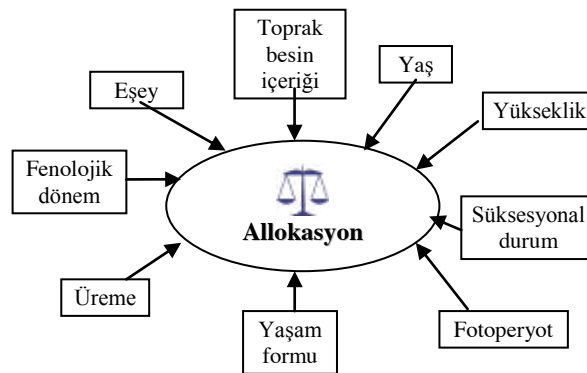 Toprak
besin
içeriği
Yaş
Eşey
Yükseklik
Fenolojik
dönem
Allokasyon
Süksesyonal
durum
Üreme
Yaşam
formu
Fotoperyot